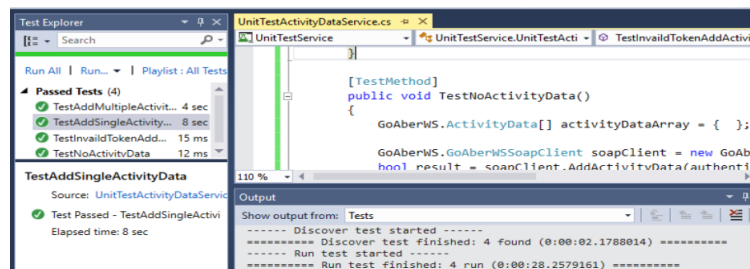 Test Explorer
Search
Run All | Run... | Playlist : All Tests
Passed Tests (4)
TestAddMultipleActivit... 4 sec
TestAddSingleActivity... 8 sec
TestInvaildTokenAdd... 15 ms
TestNoActivityData 12 ms
TestAddSingleActivityData
Source: UnitTestActivityDataServic
Test Passed - TestAddSingleActivi
Elapsed time: 8 sec
UnitTestActivityDataService.cs
UnitTestService
UnitTestService.UnitTestActi
TestInvaildTokenAddActivi
}
[TestMethod]
public void TestNoActivityData()
{
GoAberWS.ActivityData[] activityDataArray = { };
GoAberWS.GoAberWSSoapClient soapClient = new GoAb
bool result = soapClient.AddActivityData(authenti
110 %
Output
Show output from: Tests
------ Discover test started ------
========== Discover test finished: 4 found (0:00:02.1788014) ==========
------ Run test started ------
========== Run test finished: 4 run (0:00:28.2579161) ==========